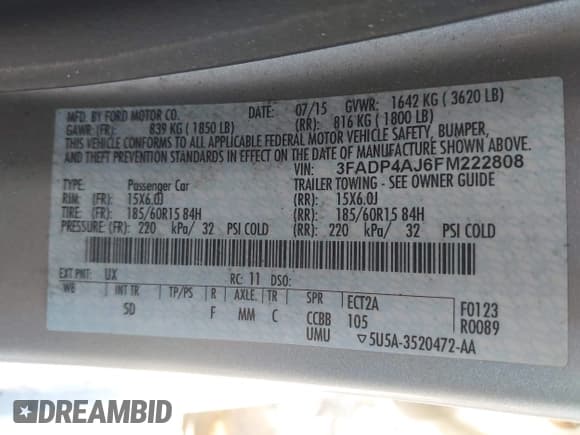 MFD. BY FORD MOTOR CO. DATE: 07/15 GVWR: 1642 KG ( 3620 LB)
GAWR: (FR): 839 KG ( 1850 LB) (RR): 816 KG ( 1800 LB)
THIS VEHICLE CONFORMS TO ALL APPLICABLE FEDERAL MOTOR VEHICLE SAFETY, BUMPER,
AND THEFT PREVENTION STANDARDS IN EFFECT ON THE DATE OF MANUFACTURE SHOWN ABOVE.
VIN: 3FADP4AJ6FM222808
TYPE: Passenger Car TRAILER TOWING - SEE OWNER GUIDE
RIM: (FR) 15X6.0J (RR): 15X6.0J
TIRE: (FR) 185/60R15 84H (RR): 185/60R15 84H
PRESSURE: (FR) 220 kPa/ 32 PSI COLD (RR): 220 kPa/ 32 PSI COLD
EXT PNT: UX RC: 11 DSO:
WB INT TR TP/PS R AXLE TR SPR ECT2A F0123
5D F MM C CCBB 105 R0089
UMU ▽5U5A-3520472-AA
DREAMBID